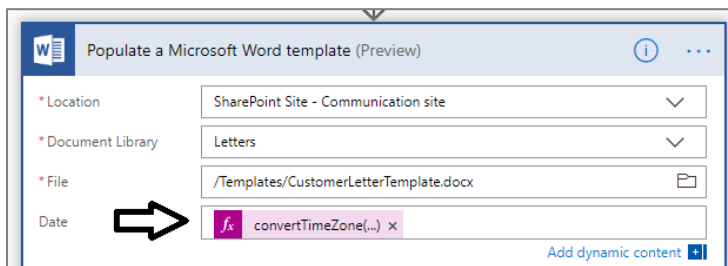 W
Populate a Microsoft Word template (Preview)
i
* Location
SharePoint Site - Communication site
* Document Library
Letters
* File
/Templates/CustomerLetterTemplate.docx
Date
fx convertTimeZone(...) ×
Add dynamic content +